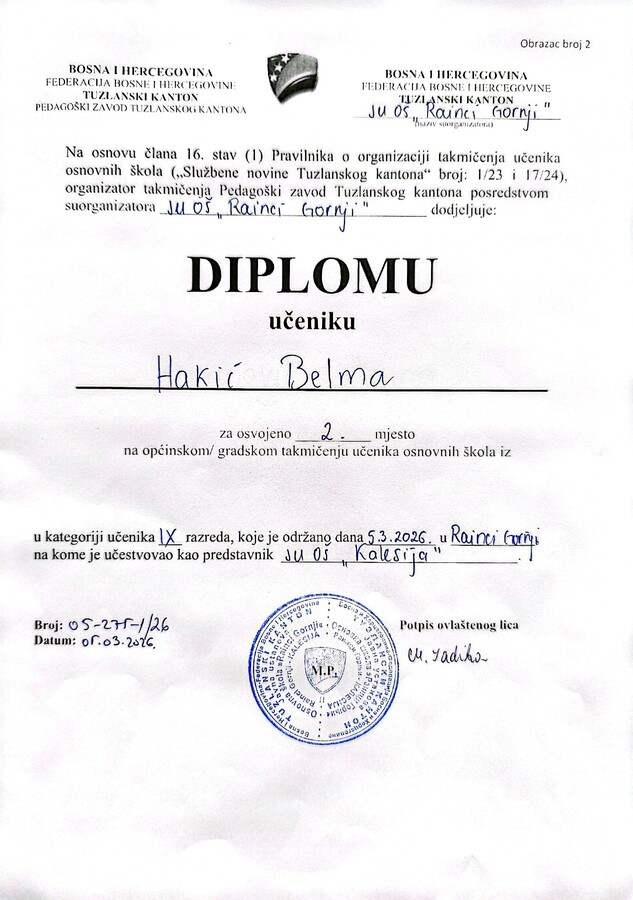 Obrazac broj 2
BOSNA I HERCEGOVINA
FEDERACIJA BOSNE I HERCEGOVINE
TUZLANSKI KANTON
PEDAGOŠKI ZAVOD TUZLANSKOG KANTONA
BOSNA I HERCEGOVINA
FEDERACIJA BOSNE I HERCEGOVINE
TUZLANSKI KANTON
JU OŠ „Rainci Gornji"
(naziv suorganizatora)
Na osnovu člana 16. stav (1) Pravilnika o organizaciji takmičenja učenika
osnovnih škola („Službene novine Tuzlanskog kantona“ broj: 1/23 i 17/24),
organizator takmičenja Pedagoški zavod Tuzlanskog kantona posredstvom
suorganizatora JU OŠ „Rainci Gornji" dodjeljuje:
DIPLOMU
učeniku
Hakić Belma
za osvojeno 2. mjesto
na općinskom/ gradskom takmičenju učenika osnovnih škola iz
u kategoriji učenika IX razreda, koje je održano dana 5.3.2026. u Rainci Gornji
na kome je učestvovao kao predstavnik JU OŠ „Kalesija".
Broj: 05-275-1/26
Datum: 05.03.2026.
Potpis ovlaštenog lica
M.P.
TUZLANSKI KANTON